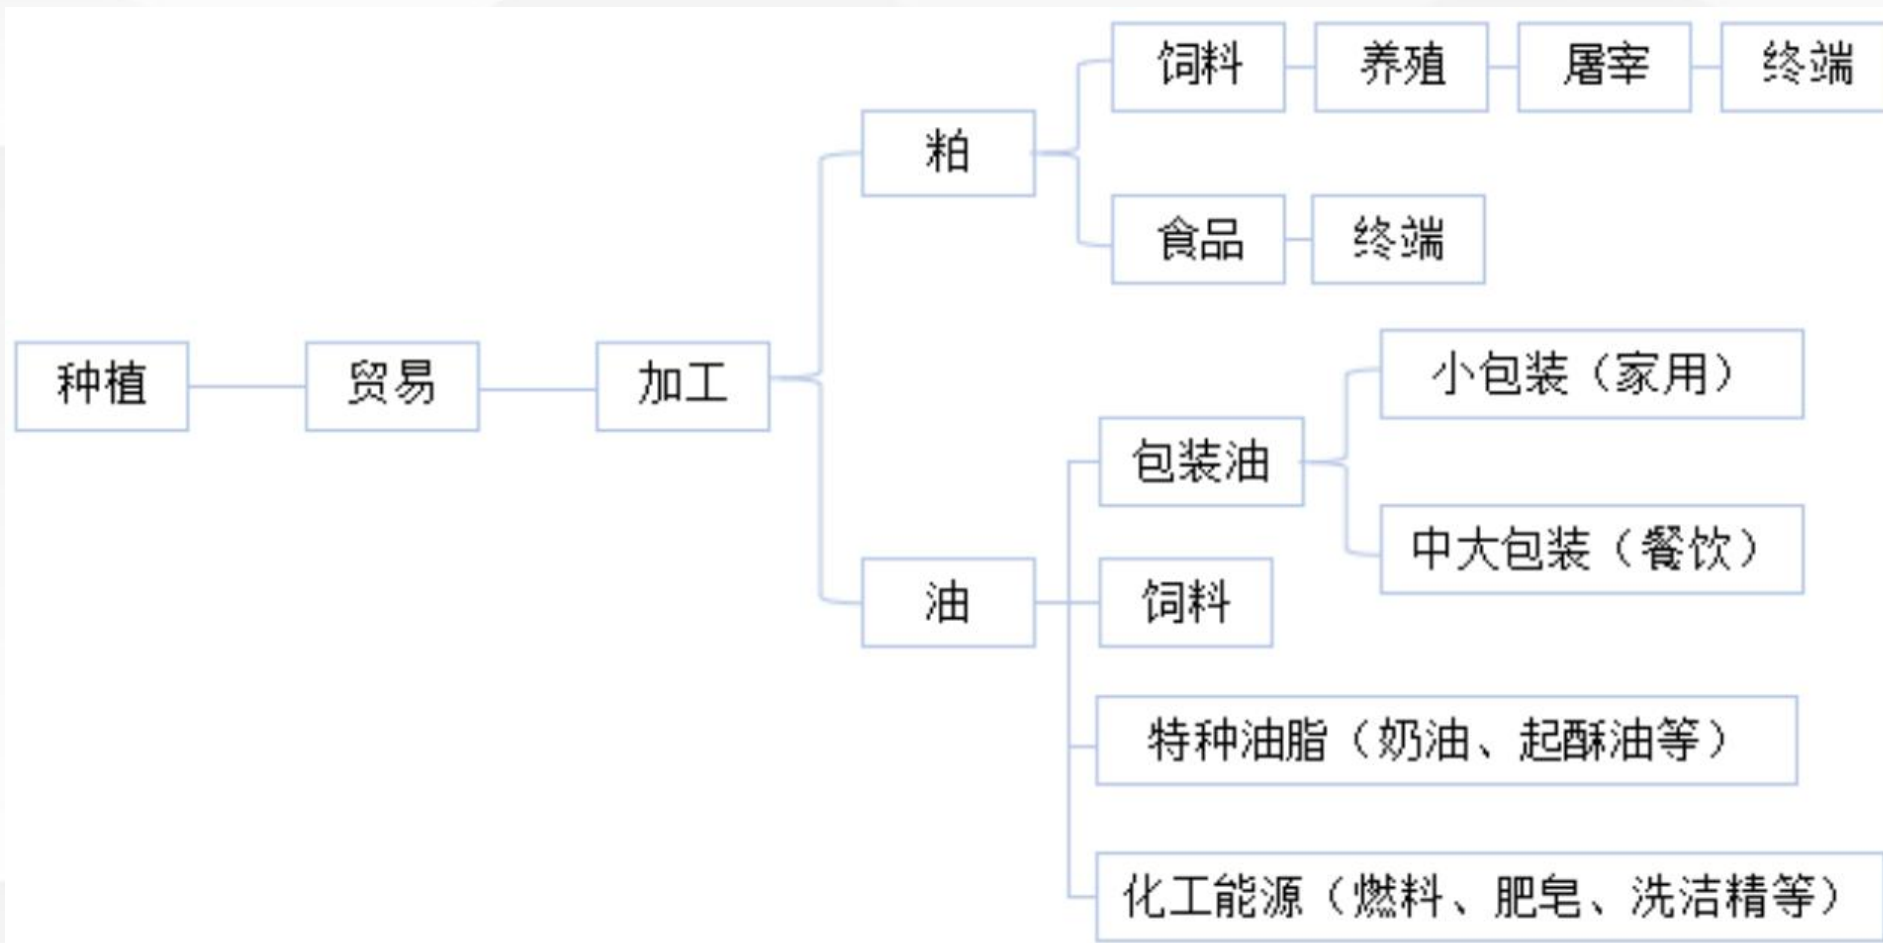 饲料
养殖
屠宰
终端
粕
食品
终端
种植
贸易
加工
小包装（家用）
包装油
中大包装（餐饮）
油
饲料
特种油脂（奶油、起酥油等）
化工能源（燃料、肥皂、洗洁精等）